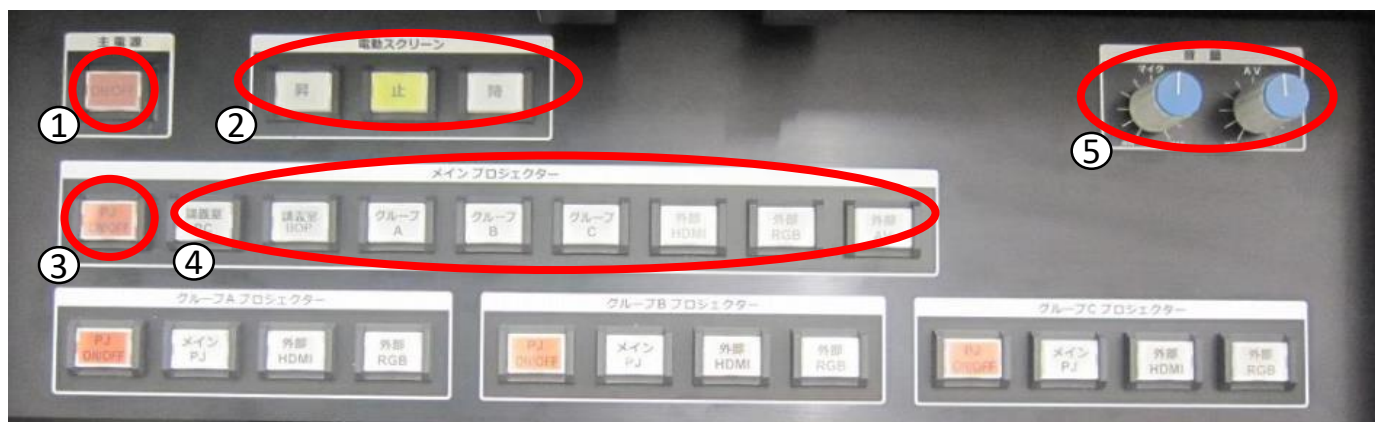 主電源
ON/OFF
①
電動スクリーン
昇
止
降
②
音量
マイク
AV
⑤
メインプロジェクター
PJ
ON/OFF
講義室
PC
講義室
BDP
グループ
A
グループ
B
グループ
C
外部
HDMI
外部
RGB
外部
AV
③
④
グループA プロジェクター
PJ
ON/OFF
メイン
PJ
外部
HDMI
外部
RGB
グループB プロジェクター
PJ
ON/OFF
メイン
PJ
外部
HDMI
外部
RGB
グループC プロジェクター
PJ
ON/OFF
メイン
PJ
外部
HDMI
外部
RGB